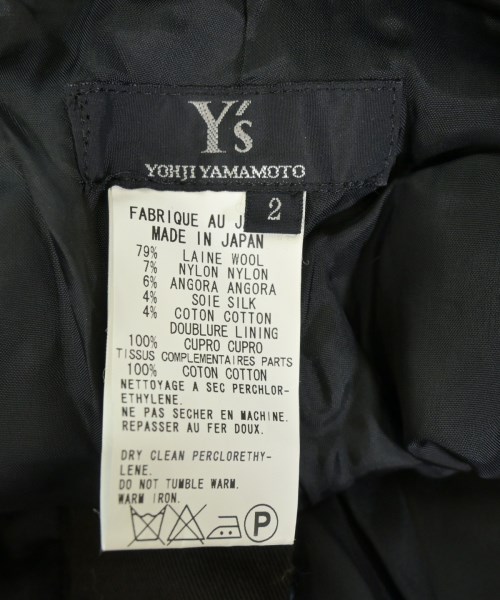 Y's
YOHJI YAMAMOTO
2
FABRIQUE AU
MADE IN JAPAN
79% LAINE WOOL
7% NYLON NYLON
6% ANGORA ANGORA
4% SOIE SILK
4% COTON COTTON
DOUBLURE LINING
100% CUPRO CUPRO
TISSUS COMPLEMENTAIRES PARTS
100% COTON COTTON
NETTOYAGE A SEC PERCHLOR-
ETHYLENE.
NE PAS SECHER EN MACHINE.
REPASSER AU FER DOUX.
DRY CLEAN PERCLORETHY-
LENE.
DO NOT TUMBLE WARM.
WARM IRON.
P